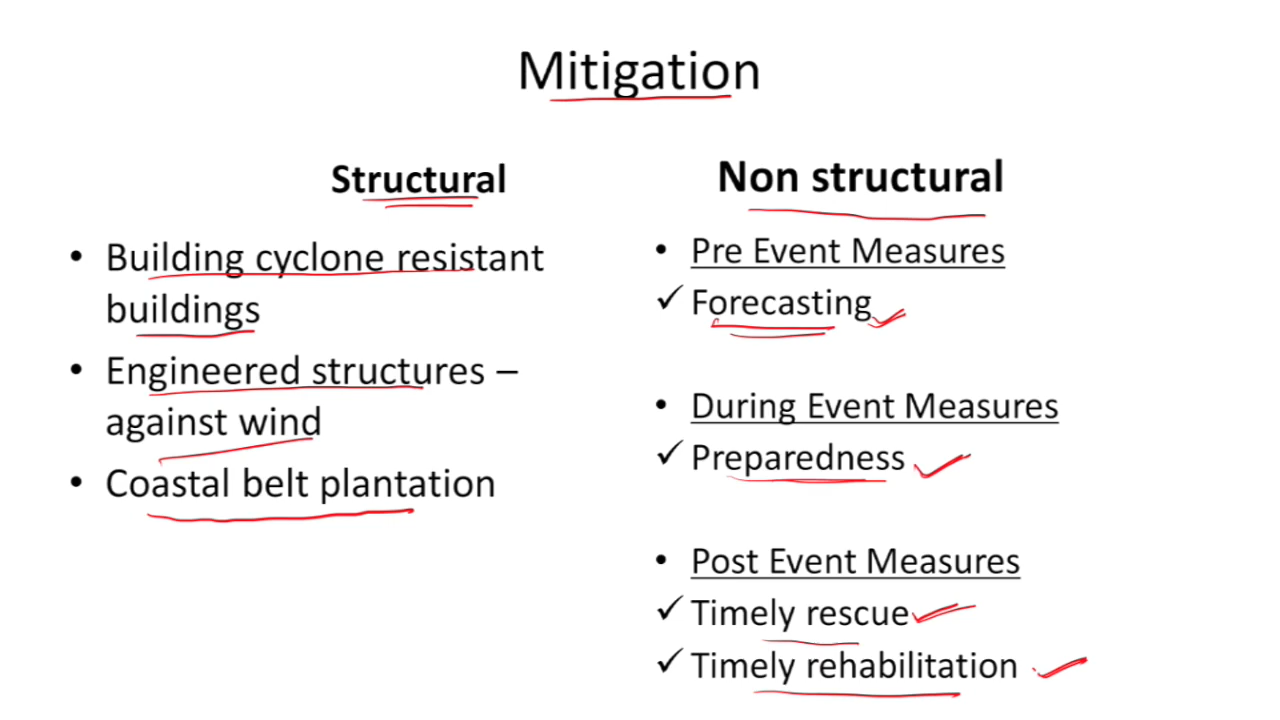 Mitigation
Structural
• Building cyclone resistant
buildings
• Engineered structures –
against wind
• Coastal belt plantation
Non structural
• Pre Event Measures
✓ Forecasting
• During Event Measures
✓ Preparedness
• Post Event Measures
✓ Timely rescue
✓ Timely rehabilitation